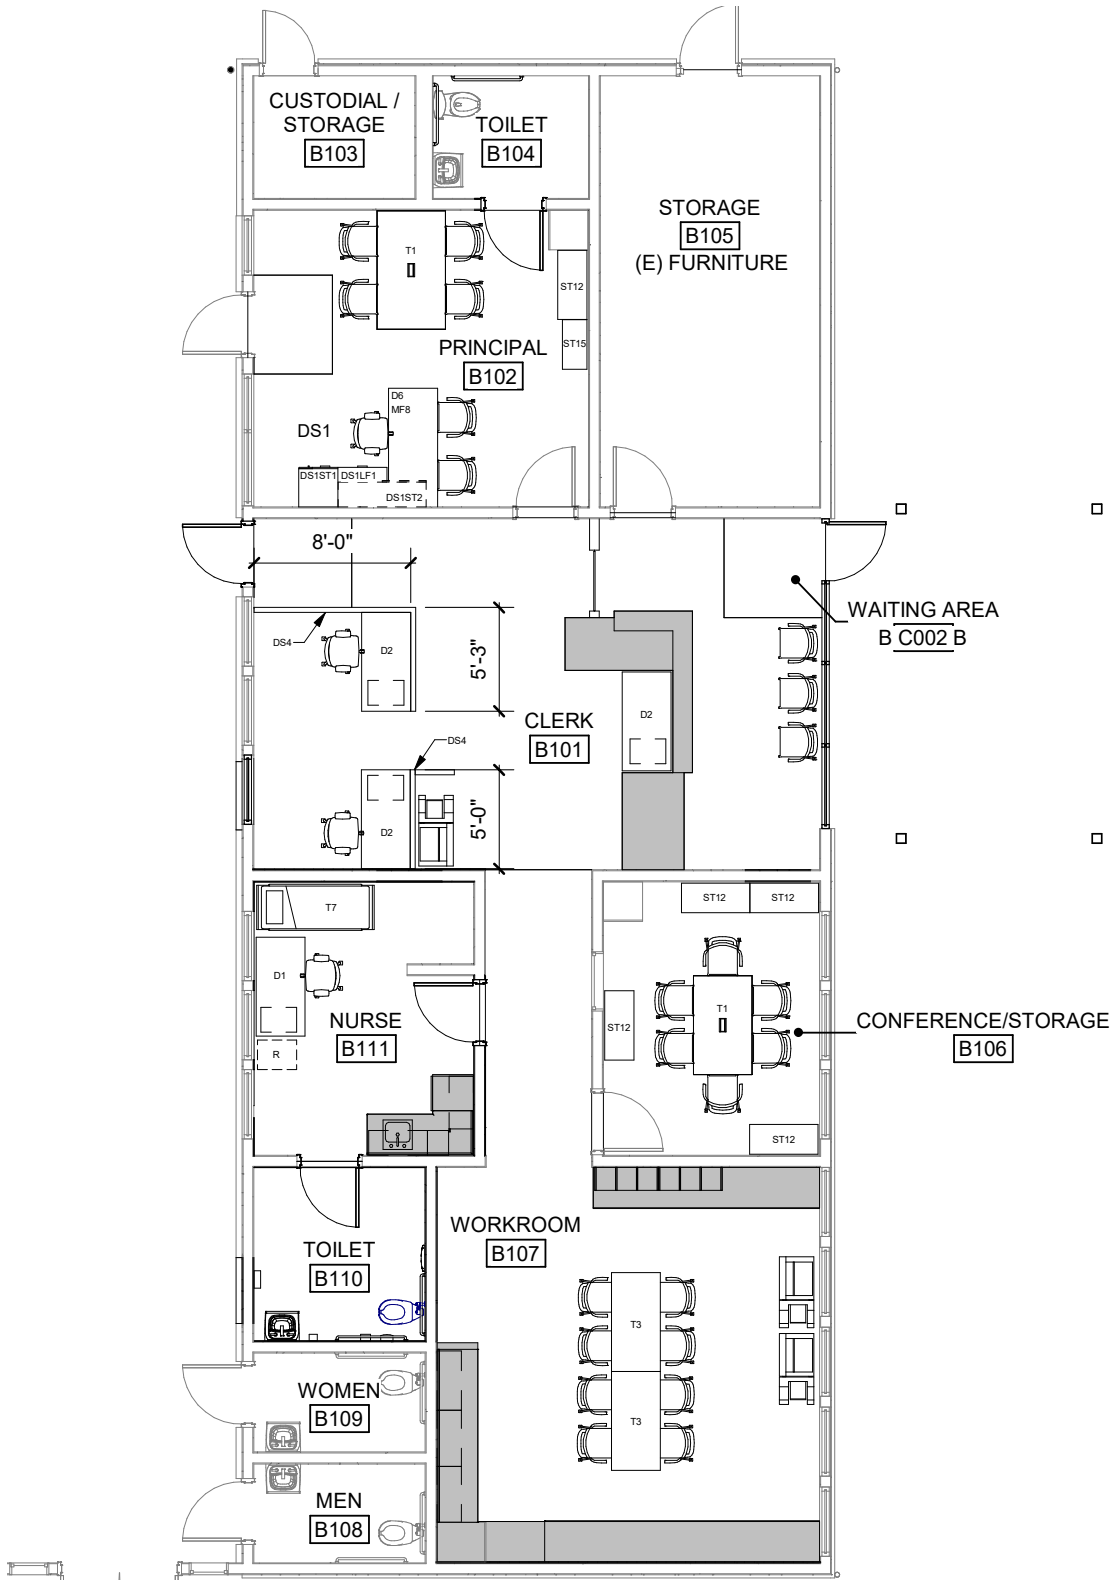 CUSTODIAL /
STORAGE
B103
TOILET
B104
STORAGE
B105
(E) FURNITURE
T1
ST12
ST15
PRINCIPAL
B102
D6
MF8
DS1
DS1ST1
DS1LF1
DS1ST2
8'-0"
WAITING AREA
B C002 B
DS4
D2
5'-3"
CLERK
B101
D2
DS4
D2
5'-0"
T7
ST12
ST12
D1
NURSE
B111
R
ST12
T1
CONFERENCE/STORAGE
B106
ST12
WORKROOM
B107
TOILET
B110
T3
T3
WOMEN
B109
MEN
B108